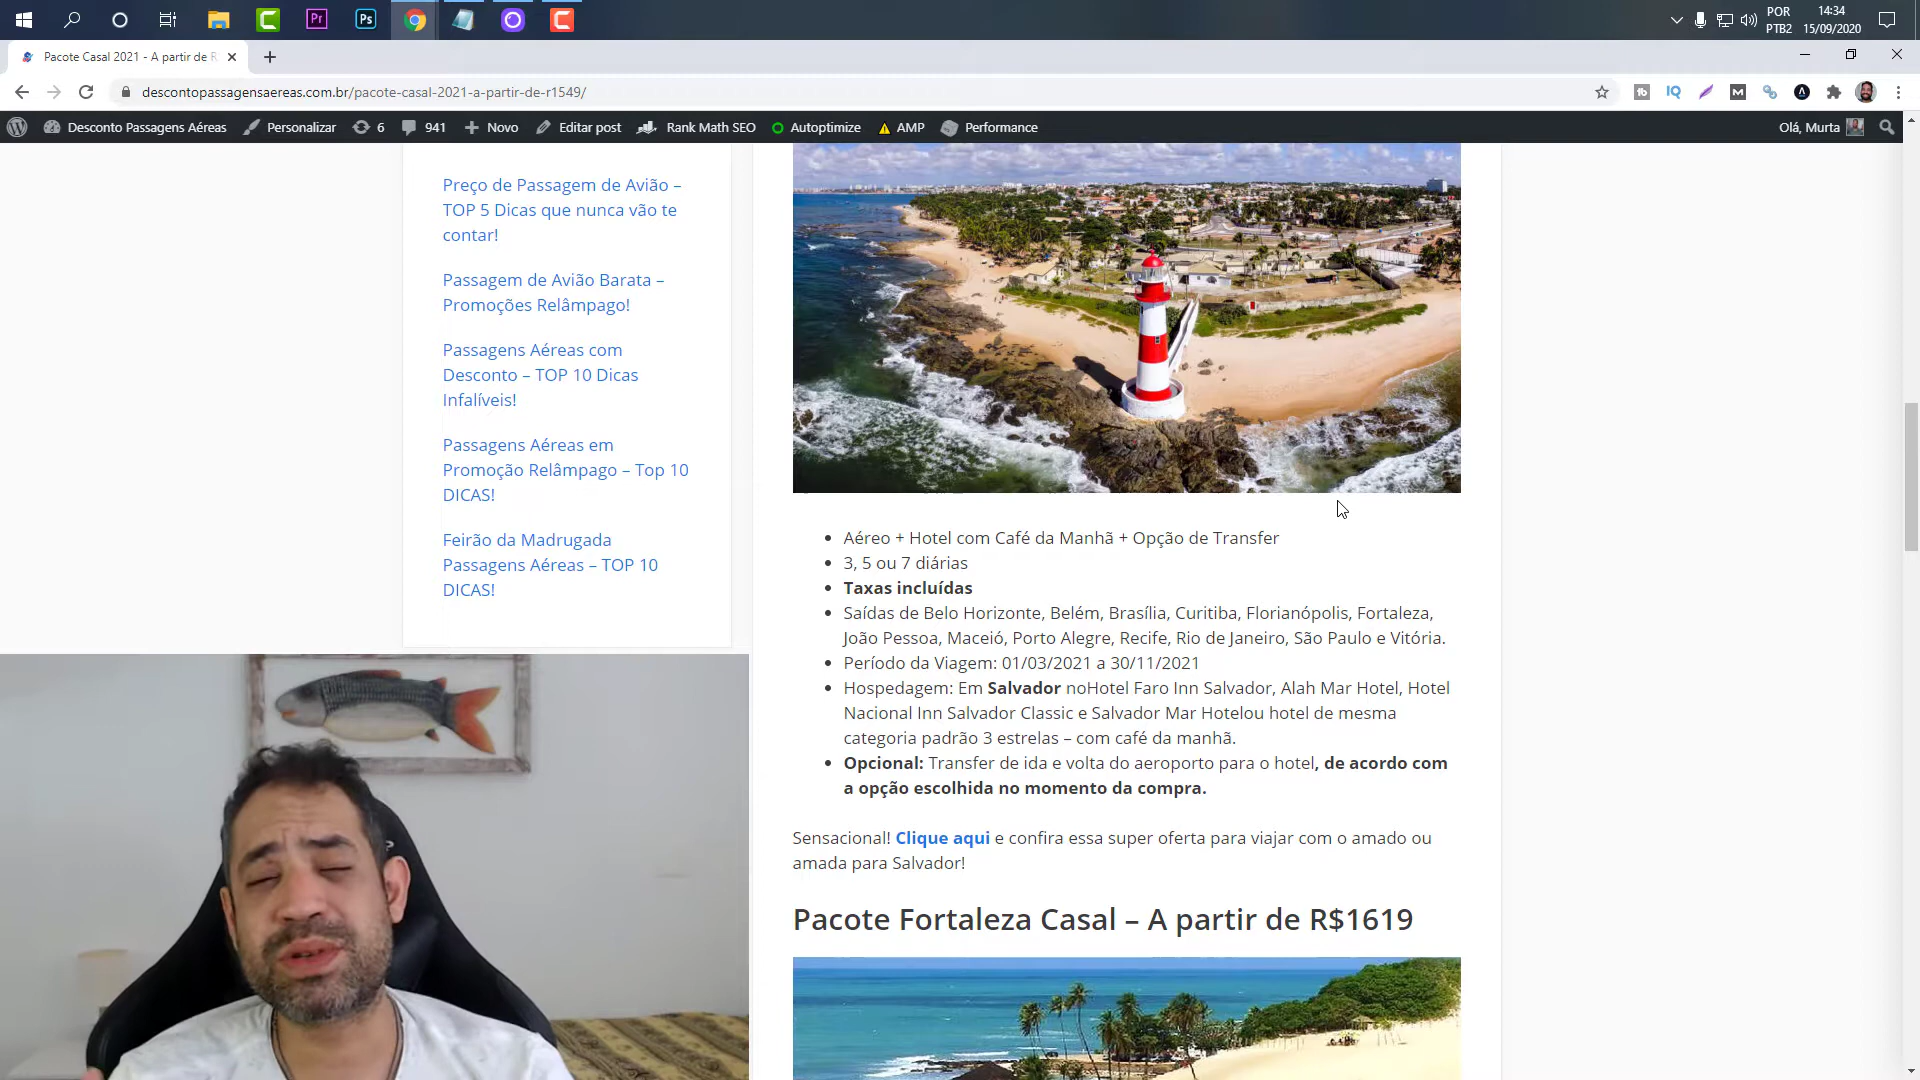 POR
PTB2
14:34
15/09/2020
Pacote Casal 2021 - A partir de R
descontopassagensaereas.com.br/pacote-casal-2021-a-partir-de-r1549/
Desconto Passagens Aéreas
Personalizar
6
941
Novo
Editar post
Rank Math SEO
Autoptimize
AMP
Performance
Olá, Murta
Preço de Passagem de Avião –
TOP 5 Dicas que nunca vão te
contar!
Passagem de Avião Barata –
Promoções Relâmpago!
Passagens Aéreas com
Desconto – TOP 10 Dicas
Infalíveis!
Passagens Aéreas em
Promoção Relâmpago – Top 10
DICAS!
Feirão da Madrugada
Passagens Aéreas – TOP 10
DICAS!
Aéreo + Hotel com Café da Manhã + Opção de Transfer
3, 5 ou 7 diárias
Taxas incluídas
Saídas de Belo Horizonte, Belém, Brasília, Curitiba, Florianópolis, Fortaleza,
João Pessoa, Maceió, Porto Alegre, Recife, Rio de Janeiro, São Paulo e Vitória.
Período da Viagem: 01/03/2021 a 30/11/2021
Hospedagem: Em Salvador noHotel Faro Inn Salvador, Alah Mar Hotel, Hotel
Nacional Inn Salvador Classic e Salvador Mar Hotelou hotel de mesma
categoria padrão 3 estrelas – com café da manhã.
Opcional: Transfer de ida e volta do aeroporto para o hotel, de acordo com
a opção escolhida no momento da compra.
Sensacional! Clique aqui e confira essa super oferta para viajar com o amado ou
amada para Salvador!
Pacote Fortaleza Casal – A partir de R$1619